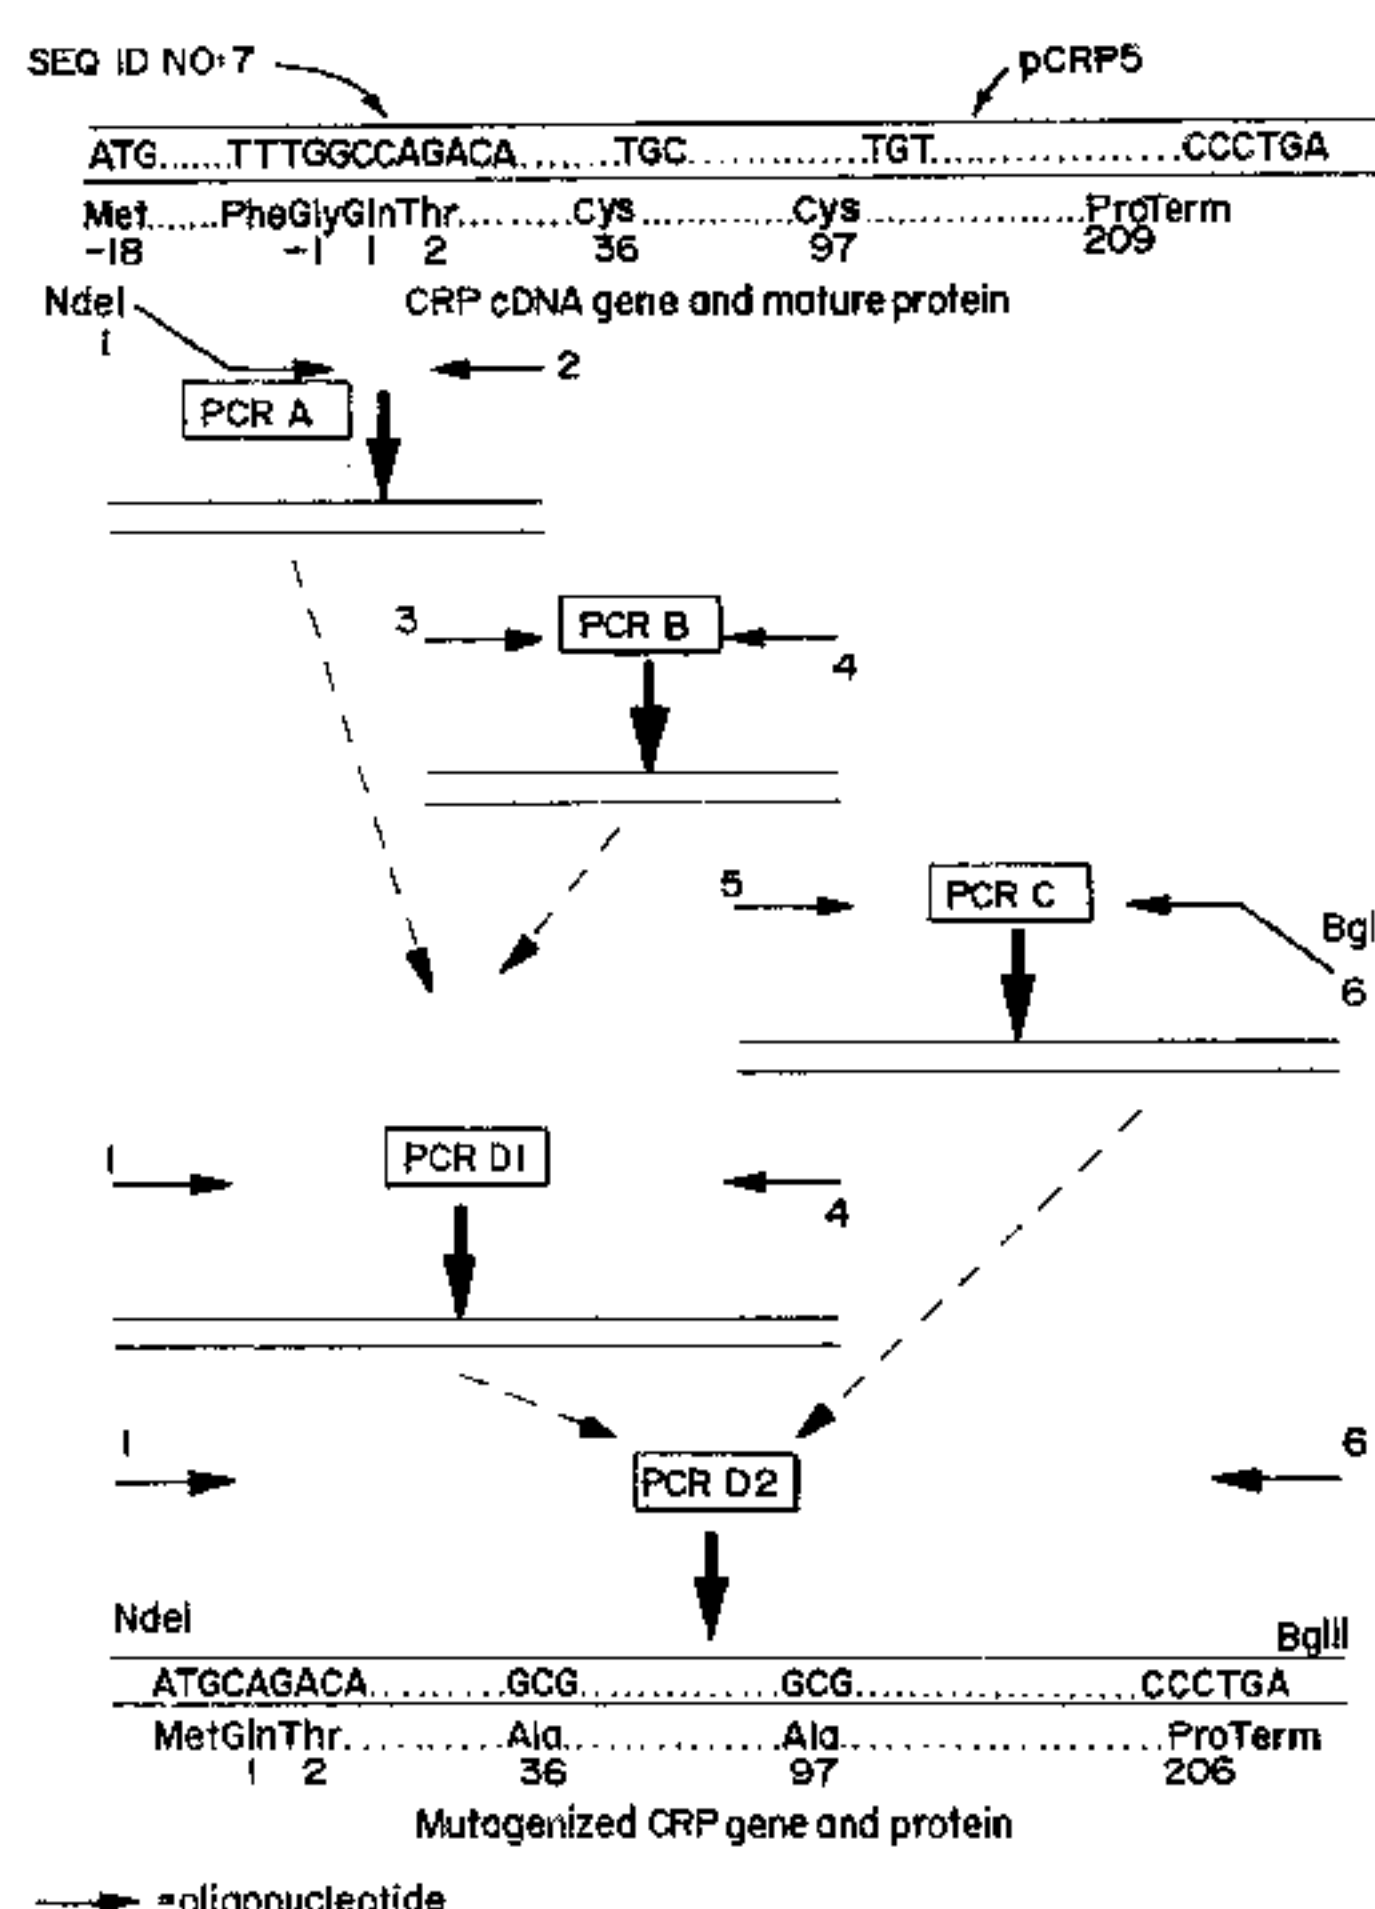 SEQ ID NO:7
pCRP5
ATG......TTTGGCCAGACA.......TGC............TGT................CCCTGA
Met......PheGlyGlnThr.........Cys...........Cys................ProTerm
-18 -1 1 2 36 97 209
NdeI
CRP cDNA gene and mature protein
1
2
PCR A
3
PCR B
4
5
PCR C
Bgl
6
1
PCR D1
4
1
6
PCR D2
NdeI
BglII
ATGCAGACA.........GCG.............GCG.................CCCTGA
MetGlnThr...........Ala..............Ala....................ProTerm
1 2 36 97 206
Mutagenized CRP gene and protein
=oligonucleotide